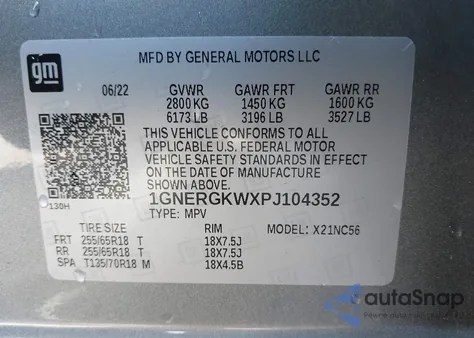 gm
MFD BY GENERAL MOTORS LLC
06/22 GVWR GAWR FRT GAWR RR
2800 KG 1450 KG 1600 KG
6173 LB 3196 LB 3527 LB
THIS VEHICLE CONFORMS TO ALL
APPLICABLE U.S. FEDERAL MOTOR
VEHICLE SAFETY STANDARDS IN EFFECT
ON THE DATE OF MANUFACTURE
SHOWN ABOVE.
130H
1GNERGKWXPJ104352
TYPE: MPV
TIRE SIZE RIM MODEL: X21NC56
FRT 255/65R18 T 18X7.5J
RR 255/65R18 T 18X7.5J
SPA T135/70R18 M 18X4.5B
autoSnap